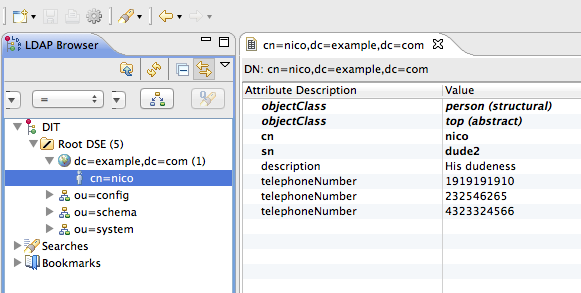 LDAP Browser
=
DIT
Root DSE (5)
dc=example,dc=com (1)
cn=nico
ou=config
ou=schema
ou=system
Searches
Bookmarks
cn=nico,dc=example,dc=com
DN: cn=nico,dc=example,dc=com
Attribute Description Value
objectClass person (structural)
objectClass top (abstract)
cn nico
sn dude2
description His dudeness
telephoneNumber 1919191910
telephoneNumber 232546265
telephoneNumber 4323324566